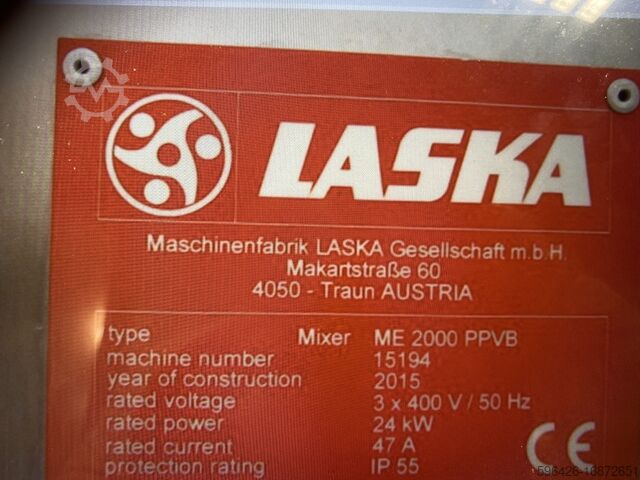 LASKA
Maschinenfabrik LASKA Gesellschaft m.b.H.
Makartstraße 60
4050 - Traun AUSTRIA
type Mixer ME 2000 PPVB
machine number 15194
year of construction 2015
rated voltage 3 x 400 V / 50 Hz
rated power 24 kW
rated current 47 A
protection rating IP 55
CE